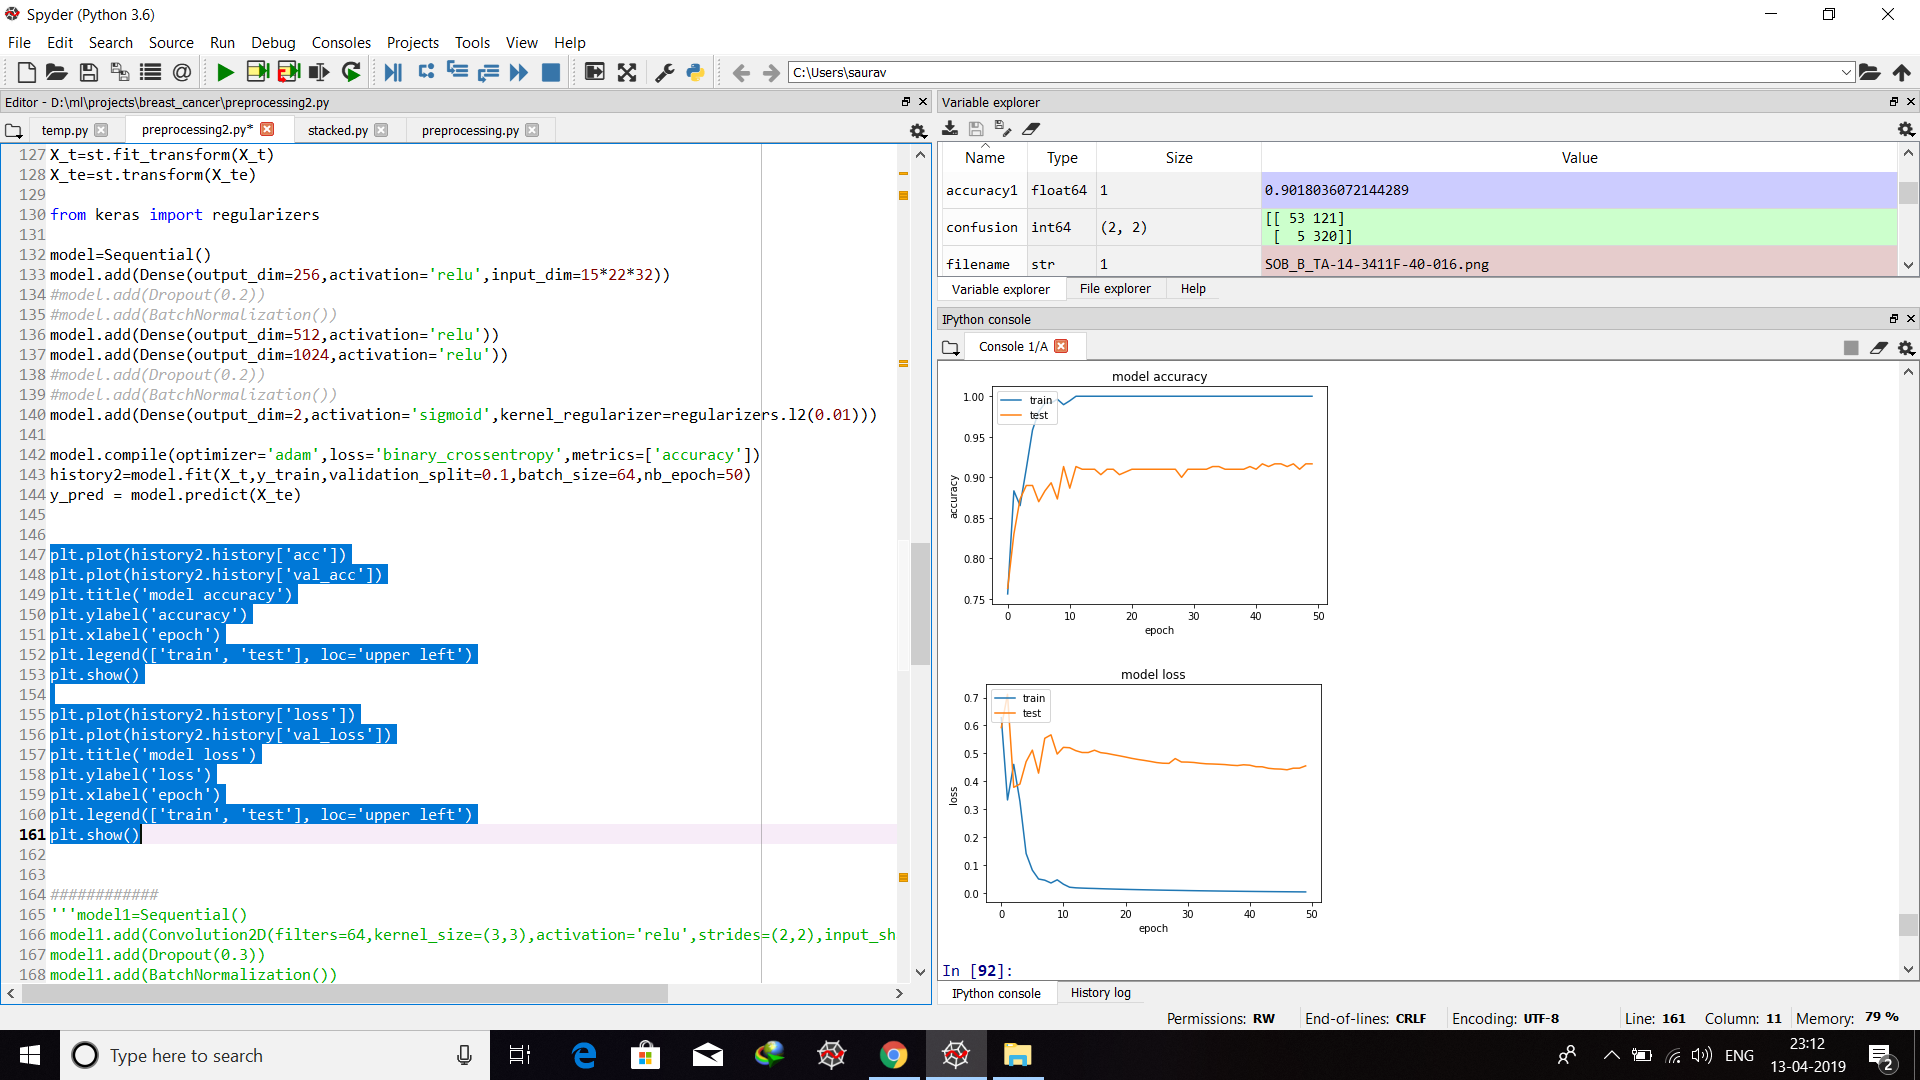 Spyder (Python 3.6)
File Edit Search Source Run Debug Consoles Projects Tools View Help
C:\Users\saurav
Editor - D:\ml\projects\breast_cancer\preprocessing2.py
temp.py preprocessing2.py* stacked.py preprocessing.py
127 X_t=st.fit_transform(X_t)
128 X_te=st.transform(X_te)
129
130 from keras import regularizers
131
132 model=Sequential()
133 model.add(Dense(output_dim=256,activation='relu',input_dim=15*22*32))
134 #model.add(Dropout(0.2))
135 #model.add(BatchNormalization())
136 model.add(Dense(output_dim=512,activation='relu'))
137 model.add(Dense(output_dim=1024,activation='relu'))
138 #model.add(Dropout(0.2))
139 #model.add(BatchNormalization())
140 model.add(Dense(output_dim=2,activation='sigmoid',kernel_regularizer=regularizers.l2(0.01)))
141
142 model.compile(optimizer='adam',loss='binary_crossentropy',metrics=['accuracy'])
143 history2=model.fit(X_t,y_train,validation_split=0.1,batch_size=64,nb_epoch=50)
144 y_pred = model.predict(X_te)
145
146
147 plt.plot(history2.history['acc'])
148 plt.plot(history2.history['val_acc'])
149 plt.title('model accuracy')
150 plt.ylabel('accuracy')
151 plt.xlabel('epoch')
152 plt.legend(['train', 'test'], loc='upper left')
153 plt.show()
154
155 plt.plot(history2.history['loss'])
156 plt.plot(history2.history['val_loss'])
157 plt.title('model loss')
158 plt.ylabel('loss')
159 plt.xlabel('epoch')
160 plt.legend(['train', 'test'], loc='upper left')
161 plt.show()
162
163
164 ############
165 '''model1=Sequential()
166 model1.add(Convolution2D(filters=64,kernel_size=(3,3),activation='relu',strides=(2,2),input_sh
167 model1.add(Dropout(0.3))
168 model1.add(BatchNormalization())
Variable explorer
Name Type Size Value
accuracy1 float64 1 0.9018036072144289
confusion int64 (2, 2) [[ 53 121]
[ 5 320]]
filename str 1 SOB_B_TA-14-3411F-40-016.png
Variable explorer File explorer Help
IPython console
Console 1/A
model accuracy
train
test
1.00
0.95
0.90
0.85
0.80
0.75
accuracy
0 10 20 30 40 50
epoch
model loss
train
test
0.7
0.6
0.5
0.4
0.3
0.2
0.1
0.0
loss
0 10 20 30 40 50
epoch
In [92]:
IPython console History log
Permissions: RW End-of-lines: CRLF Encoding: UTF-8 Line: 161 Column: 11 Memory: 79 %
Type here to search
ENG
23:12
13-04-2019
2